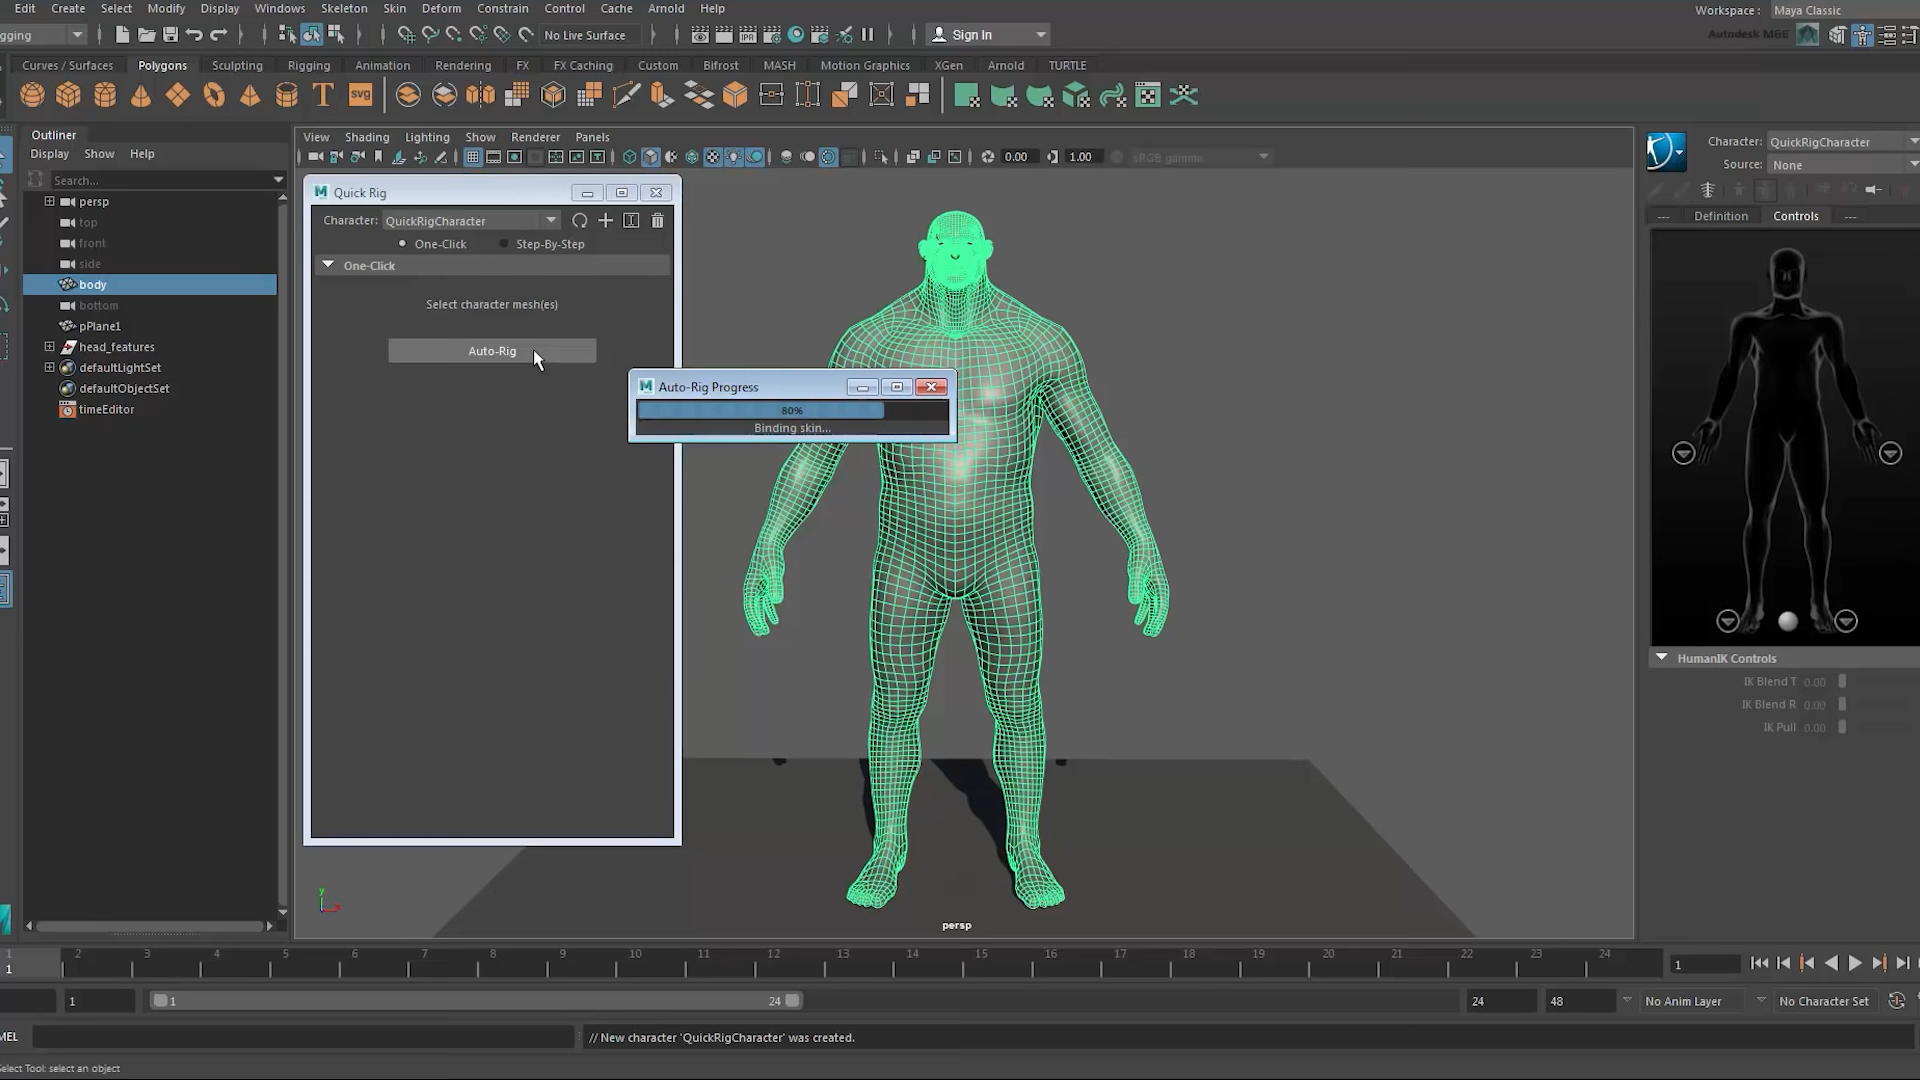 Edit Create Select Modify Display Windows Skeleton Skin Deform Constrain Control Cache Arnold Help
Workspace : Maya Classic
gging
No Live Surface
Sign In
Autodesk M&E
Curves / Surfaces Polygons Sculpting Rigging Animation Rendering FX FX Caching Custom Bifrost MASH Motion Graphics XGen Arnold TURTLE
T SVG
IPR
Outliner
Display Show Help
Search...
persp
top
front
side
body
bottom
pPlane1
head_features
defaultLightSet
defaultObjectSet
timeEditor
View Shading Lighting Show Renderer Panels
0.00 1.00 sRGB gamma
Quick Rig
Character: QuickRigCharacter
One-Click Step-By-Step
One-Click
Select character mesh(es)
Auto-Rig
Auto-Rig Progress
80%
Binding skin...
y
persp
Character: QuickRigCharacter
Source: None
--- Definition Controls ---
HumanIK Controls
IK Blend T 0.00
IK Blend R 0.00
IK Pull 0.00
1 2 3 4 5 6 7 8 9 10 11 12 13 14 15 16 17 18 19 20 21 22 23 24
1
1
1 1 24 24 48 No Anim Layer No Character Set
MEL // New character 'QuickRigCharacter' was created.
Select Tool: select an object